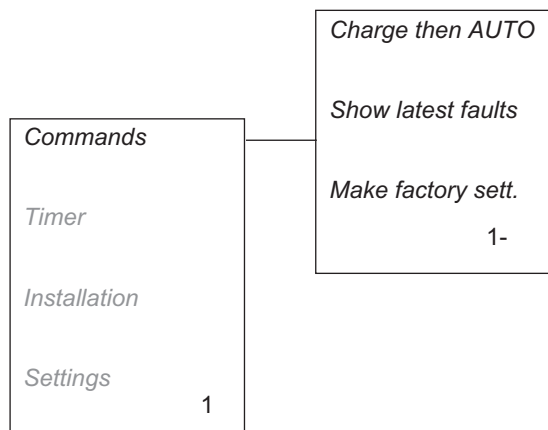 Commands
Timer
Installation
Settings
1
Charge then AUTO
Show latest faults
Make factory sett.
1-